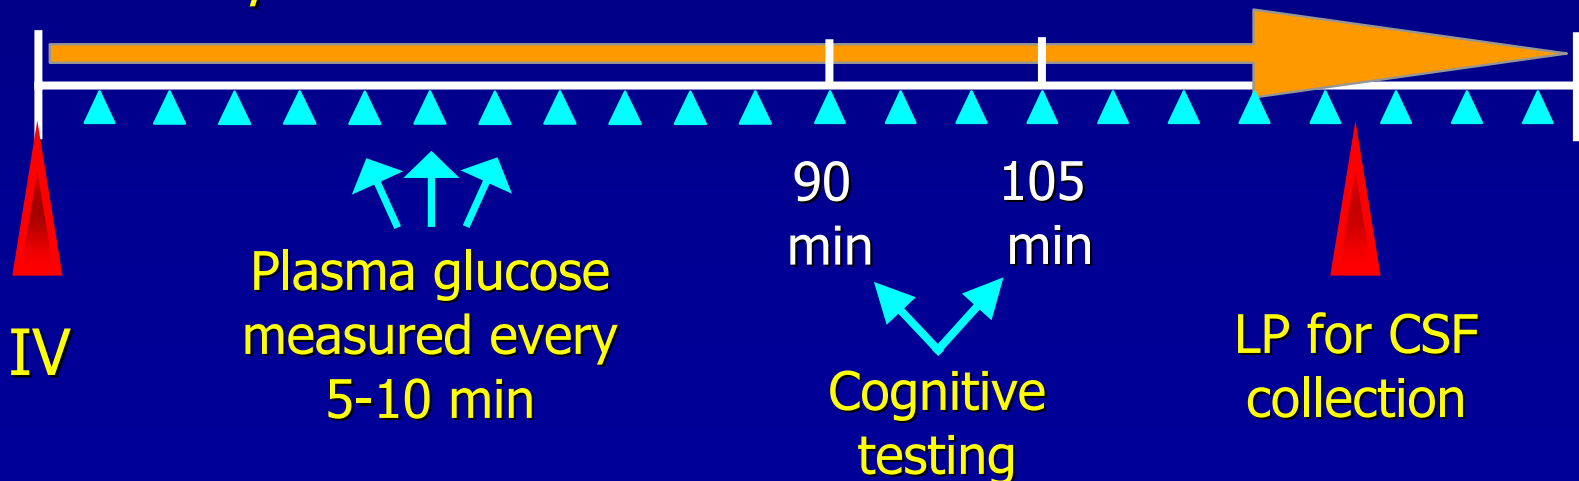 90
min
105
min
Plasma glucose
measured every
5-10 min
IV
Cognitive
testing
LP for CSF
collection